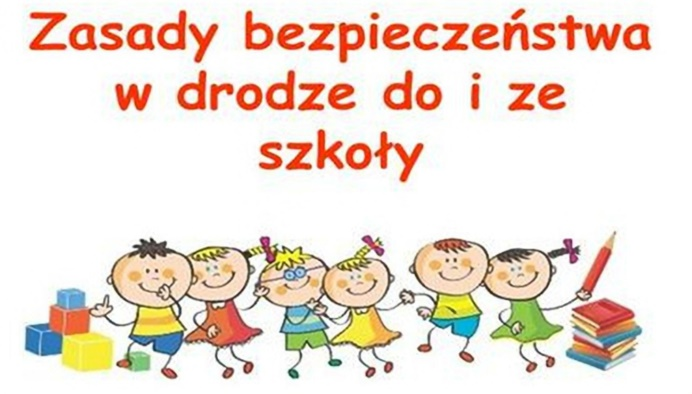 Zasady bezpieczeństwa
w drodze do i ze
szkoły